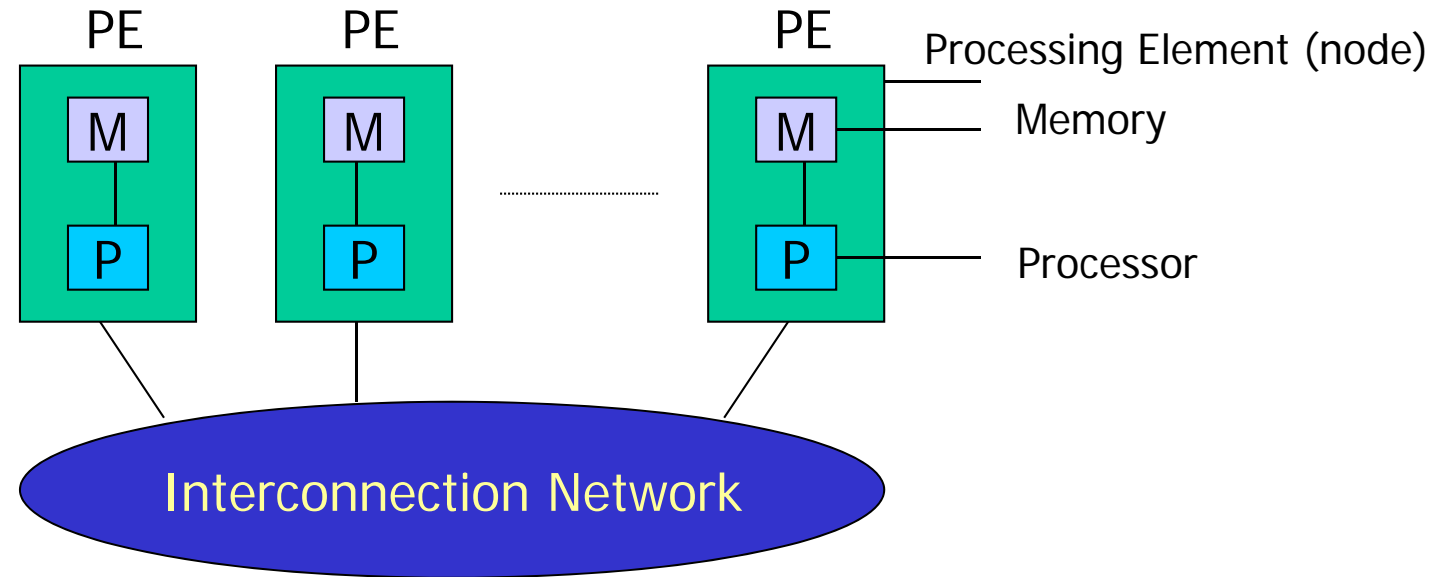 PE
PE
PE
Processing Element (node)
M
M
M
Memory
P
P
P
Processor
Interconnection Network